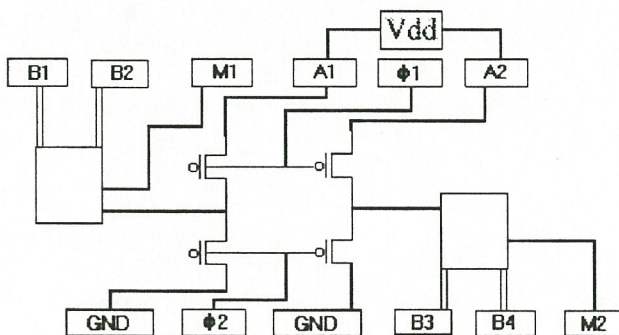 Vdd
B1 B2 M1 A1 ϕ1 A2
GND ϕ2 GND B3 B4 M2